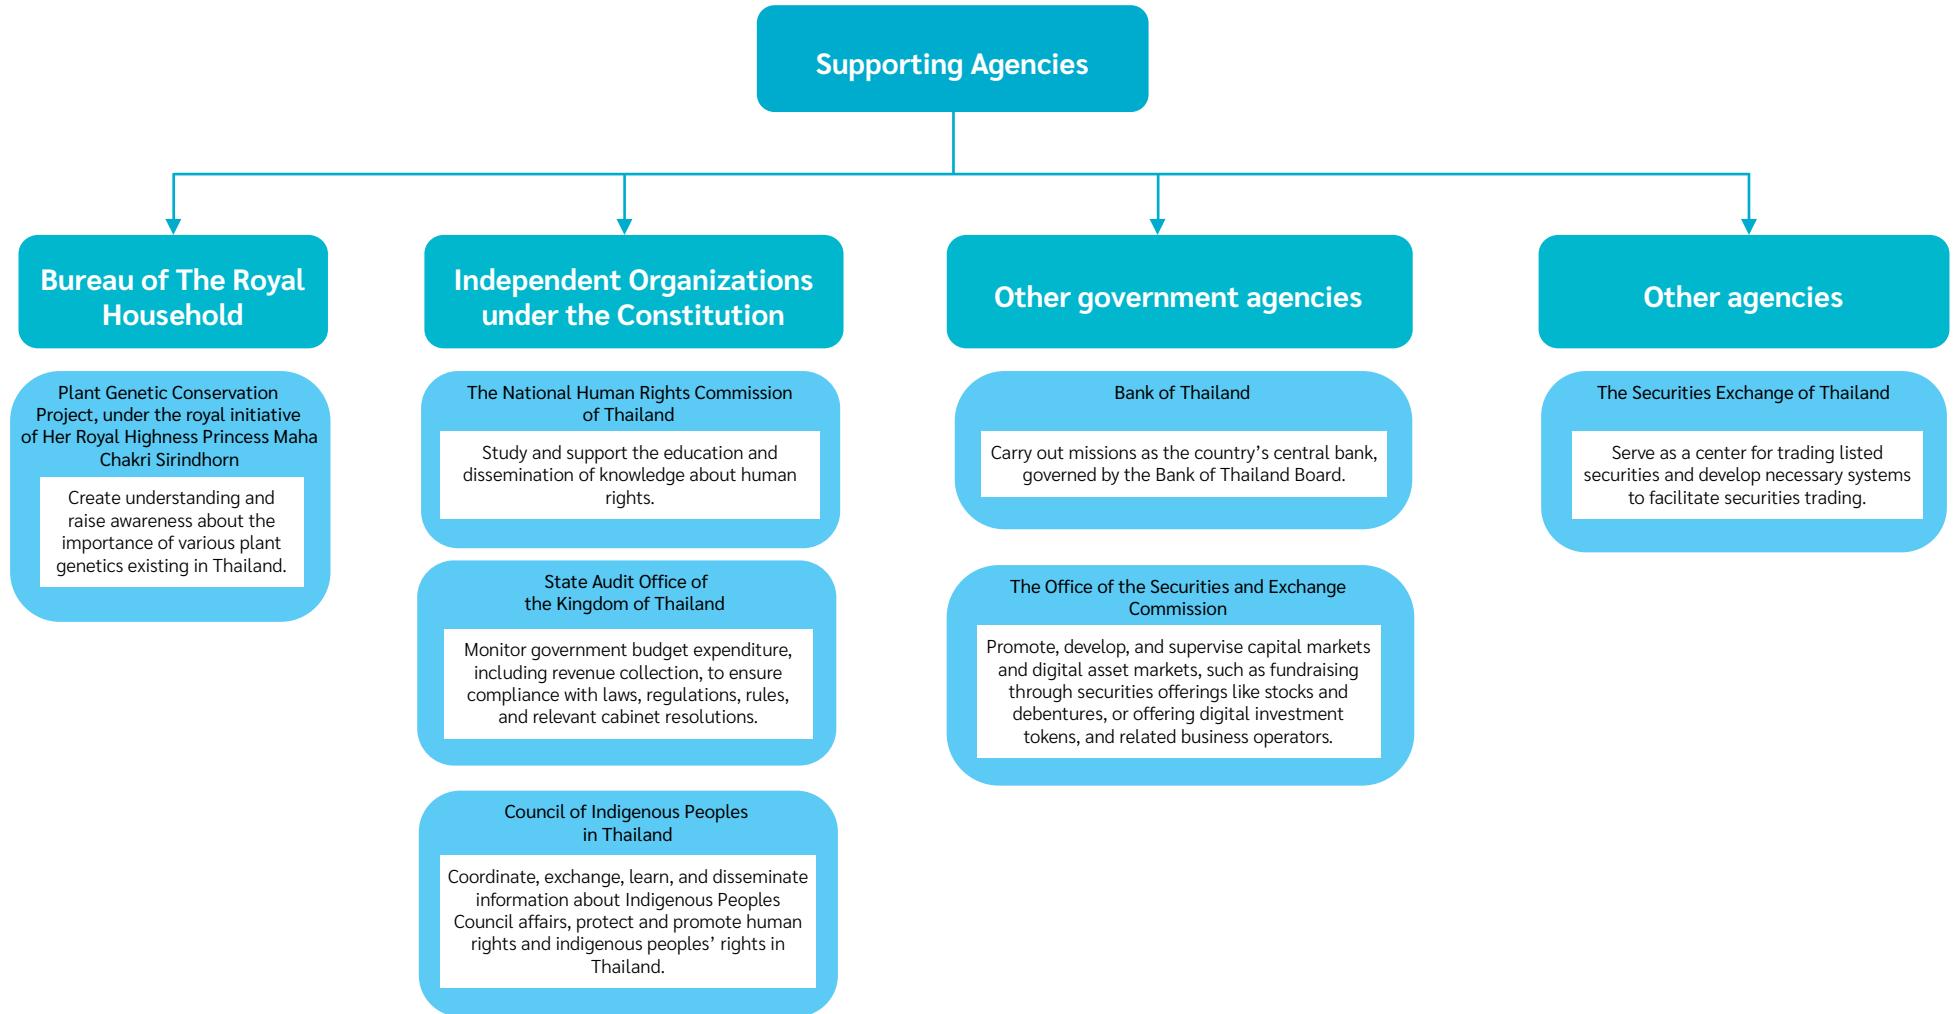 Supporting Agencies
Bureau of The Royal
Household
Plant Genetic Conservation
Project, under the royal initiative
of Her Royal Highness Princess Maha
Chakri Sirindhorn
Create understanding and
raise awareness about the
importance of various plant
genetics existing in Thailand.
Independent Organizations
under the Constitution
The National Human Rights Commission
of Thailand
Study and support the education and
dissemination of knowledge about human
rights.
State Audit Office of
the Kingdom of Thailand
Monitor government budget expenditure,
including revenue collection, to ensure
compliance with laws, regulations, rules,
and relevant cabinet resolutions.
Council of Indigenous Peoples
in Thailand
Coordinate, exchange, learn, and disseminate
information about Indigenous Peoples
Council affairs, protect and promote human
rights and indigenous peoples’ rights in
Thailand.
Other government agencies
Bank of Thailand
Carry out missions as the country’s central bank,
governed by the Bank of Thailand Board.
The Office of the Securities and Exchange
Commission
Promote, develop, and supervise capital markets
and digital asset markets, such as fundraising
through securities offerings like stocks and
debentures, or offering digital investment
tokens, and related business operators.
Other agencies
The Securities Exchange of Thailand
Serve as a center for trading listed
securities and develop necessary systems
to facilitate securities trading.